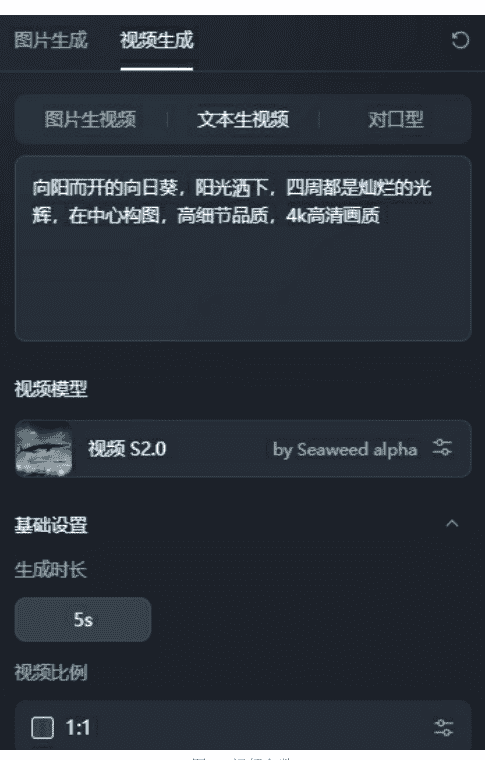 图片生成 视频生成
图片生视频 文本生视频 对口型
向阳而开的向日葵，阳光洒下，四周都是灿烂的光
辉，在中心构图，高细节品质，4k高清画质
视频模型
视频 S2.0 by Seaweed alpha
基础设置
生成时长
5s
视频比例
1:1